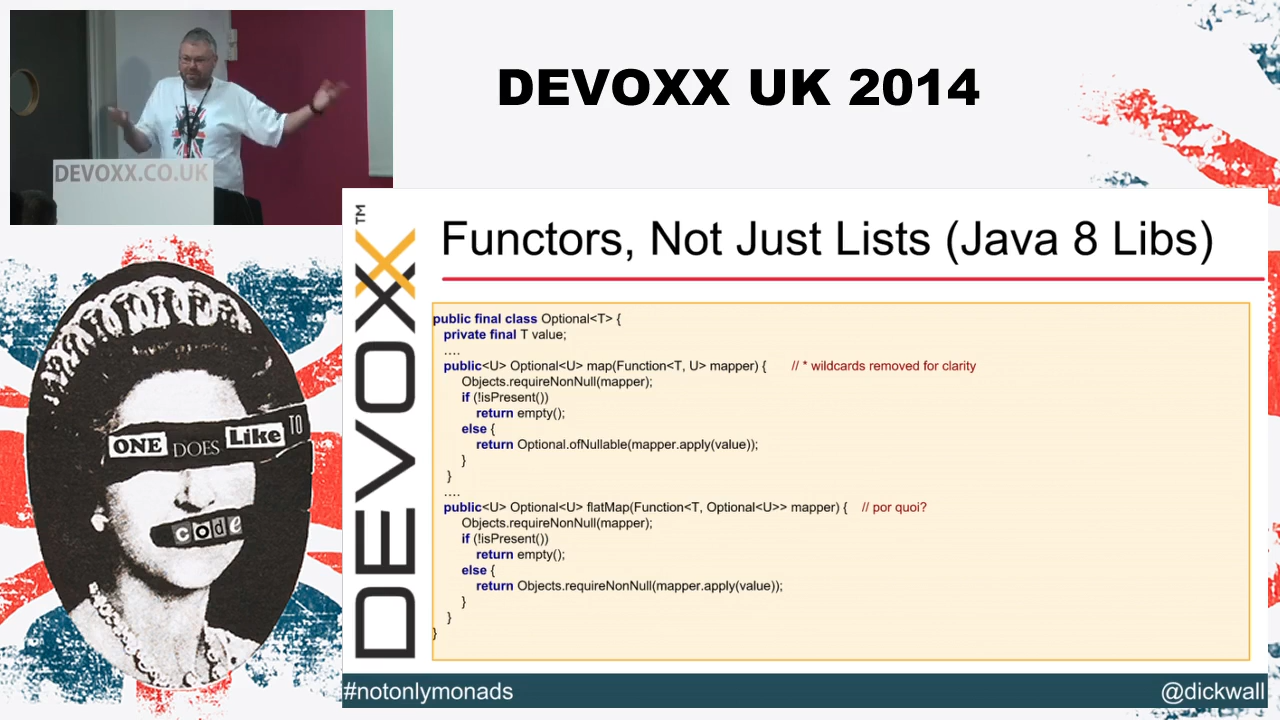 DEVOXX UK 2014
DEVOXX.CO.UK
DEVOXX™
Functors, Not Just Lists (Java 8 Libs)
public final class Optional<T> {
private final T value;
....
public<U> Optional<U> map(Function<T, U> mapper) { // * wildcards removed for clarity
Objects.requireNonNull(mapper);
if (!isPresent())
return empty();
else {
return Optional.ofNullable(mapper.apply(value));
}
}
....
public<U> Optional<U> flatMap(Function<T, Optional<U>> mapper) { // por quoi?
Objects.requireNonNull(mapper);
if (!isPresent())
return empty();
else {
return Objects.requireNonNull(mapper.apply(value));
}
}
}
ONE DOES Like TO
code
#notonlymonads
@dickwall